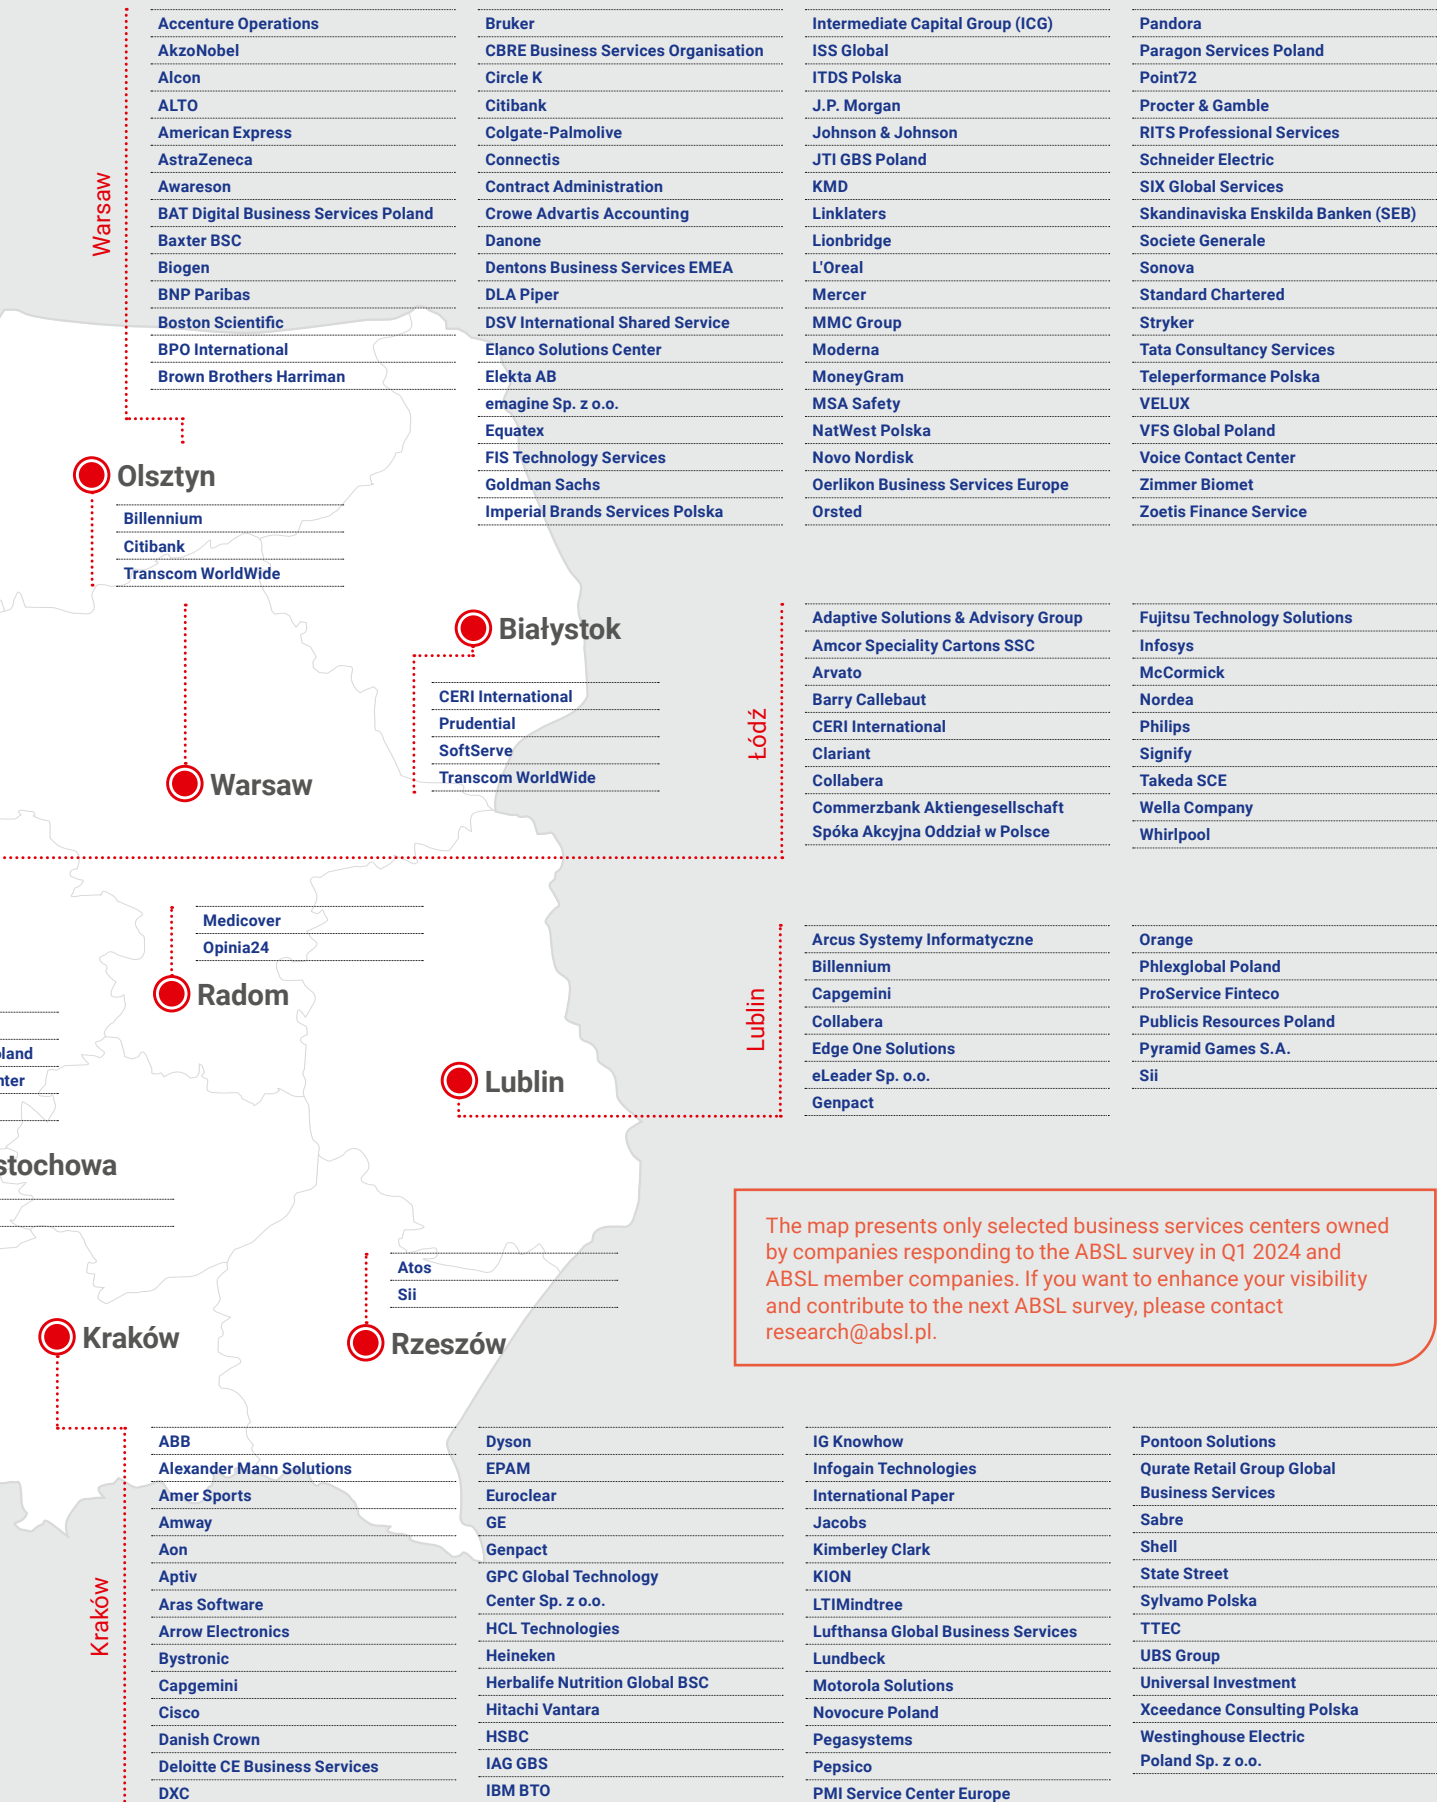 Warsaw
Accenture Operations
AkzoNobel
Alcon
ALTO
American Express
AstraZeneca
Awareson
BAT Digital Business Services Poland
Baxter BSC
Biogen
BNP Paribas
Boston Scientific
BPO International
Brown Brothers Harriman
Bruker
CBRE Business Services Organisation
Circle K
Citibank
Colgate-Palmolive
Connectis
Contract Administration
Crowe Advartis Accounting
Danone
Dentons Business Services EMEA
DLA Piper
DSV International Shared Service
Elanco Solutions Center
Elekta AB
emagine Sp. z o.o.
Equatex
FIS Technology Services
Goldman Sachs
Imperial Brands Services Polska
Intermediate Capital Group (ICG)
ISS Global
ITDS Polska
J.P. Morgan
Johnson & Johnson
JTI GBS Poland
KMD
Linklaters
Lionbridge
L'Oreal
Mercer
MMC Group
Moderna
MoneyGram
MSA Safety
NatWest Polska
Novo Nordisk
Oerlikon Business Services Europe
Orsted
Pandora
Paragon Services Poland
Point72
Procter & Gamble
RITS Professional Services
Schneider Electric
SIX Global Services
Skandinaviska Enskilda Banken (SEB)
Societe Generale
Sonova
Standard Chartered
Stryker
Tata Consultancy Services
Teleperformance Polska
VELUX
VFS Global Poland
Voice Contact Center
Zimmer Biomet
Zoetis Finance Service
Olsztyn
Billennium
Citibank
Transcom WorldWide
Białystok
CERI International
Prudential
SoftServe
Transcom WorldWide
Warsaw
Łódź
Adaptive Solutions & Advisory Group
Amcor Speciality Cartons SSC
Arvato
Barry Callebaut
CERI International
Clariant
Collabera
Commerzbank Aktiengesellschaft
Spóka Akcyjna Oddział w Polsce
Fujitsu Technology Solutions
Infosys
McCormick
Nordea
Philips
Signify
Takeda SCE
Wella Company
Whirlpool
Medicover
Opinia24
Radom
Lublin
Arcus Systemy Informatyczne
Billennium
Capgemini
Collabera
Edge One Solutions
eLeader Sp. o.o.
Genpact
Orange
Phlexglobal Poland
ProService Finteco
Publicis Resources Poland
Pyramid Games S.A.
Sii
land
nter
Lublin
stochowa
The map presents only selected business services centers owned
by companies responding to the ABSL survey in Q1 2024 and
ABSL member companies. If you want to enhance your visibility
and contribute to the next ABSL survey, please contact
research@absl.pl.
Atos
Sii
Rzeszów
Kraków
Kraków
ABB
Alexander Mann Solutions
Amer Sports
Amway
Aon
Aptiv
Aras Software
Arrow Electronics
Bystronic
Capgemini
Cisco
Danish Crown
Deloitte CE Business Services
DXC
Dyson
EPAM
Euroclear
GE
Genpact
GPC Global Technology
Center Sp. z o.o.
HCL Technologies
Heineken
Herbalife Nutrition Global BSC
Hitachi Vantara
HSBC
IAG GBS
IBM BTO
IG Knowhow
Infogain Technologies
International Paper
Jacobs
Kimberley Clark
KION
LTIMindtree
Lufthansa Global Business Services
Lundbeck
Motorola Solutions
Novocure Poland
Pegasystems
Pepsico
PMI Service Center Europe
Pontoon Solutions
Qurate Retail Group Global
Business Services
Sabre
Shell
State Street
Sylvamo Polska
TTEC
UBS Group
Universal Investment
Xceedance Consulting Polska
Westinghouse Electric
Poland Sp. z o.o.